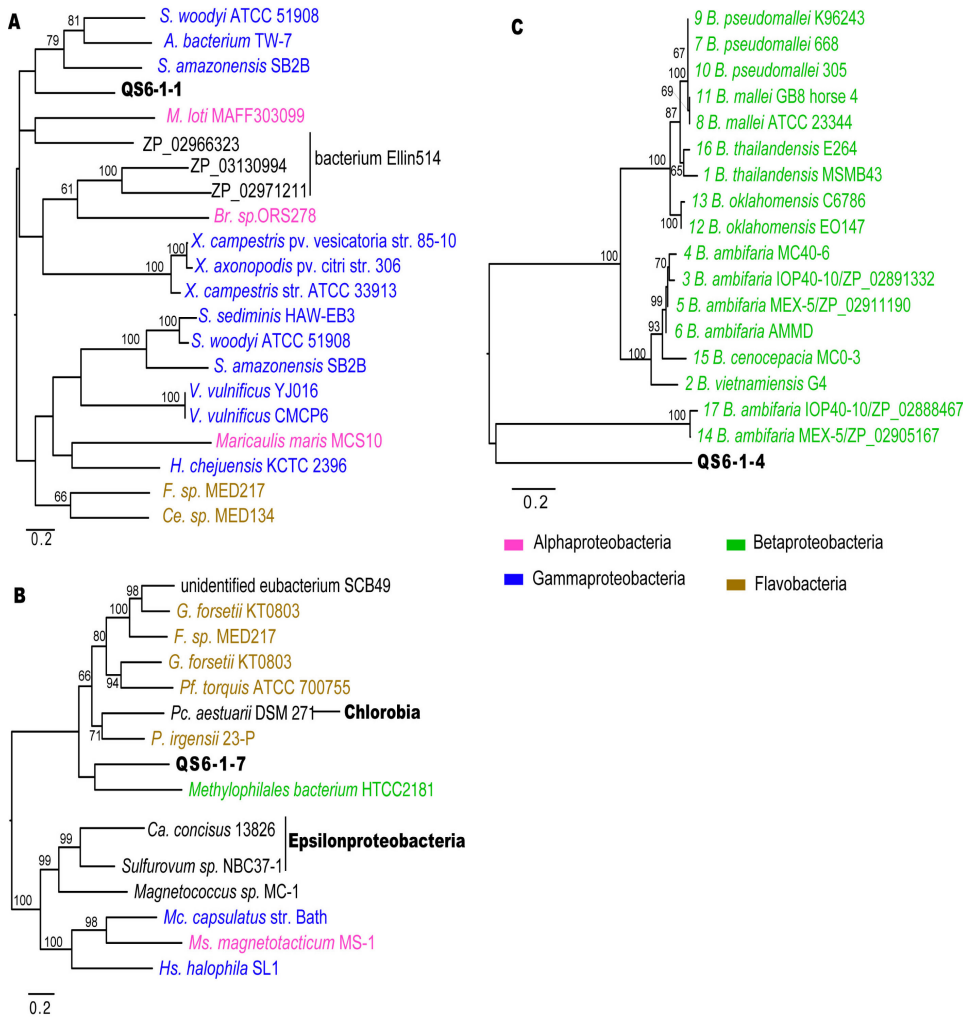 A
S. woodyi ATCC 51908
81
A. bacterium TW-7
79
S. amazonensis SB2B
QS6-1-1
M. loti MAFF303099
ZP_02966323
ZP_03130994
bacterium Ellin514
100
ZP_02971211
61
Br. sp.ORS278
X. campestris pv. vesicatoria str. 85-10
100
X. axonopodis pv. citri str. 306
100
X. campestris str. ATCC 33913
S. sediminis HAW-EB3
100
S. woodyi ATCC 51908
100
S. amazonensis SB2B
V. vulnificus YJ016
100
V. vulnificus CMCP6
Maricaulis maris MCS10
H. chejuensis KCTC 2396
F. sp. MED217
66
Ce. sp. MED134
0.2
C
9 B. pseudomallei K96243
7 B. pseudomallei 668
67
10 B. pseudomallei 305
100
11 B. mallei GB8 horse 4
69
8 B. mallei ATCC 23344
87
16 B. thailandensis E264
100
1 B. thailandensis MSMB43
65
13 B. oklahomensis C6786
12 B. oklahomensis EO147
100
4 B. ambifaria MC40-6
100
70
3 B. ambifaria IOP40-10/ZP_02891332
5 B. ambifaria MEX-5/ZP_02911190
99
6 B. ambifaria AMMD
93
15 B. cenocepacia MC0-3
100
2 B. vietnamiensis G4
17 B. ambifaria IOP40-10/ZP_02888467
100
14 B. ambifaria MEX-5/ZP_02905167
QS6-1-4
0.2
Alphaproteobacteria
Betaproteobacteria
Gammaproteobacteria
Flavobacteria
B
unidentified eubacterium SCB49
98
G. forsetii KT0803
100
F. sp. MED217
80
G. forsetii KT0803
94
Pf. torquis ATCC 700755
66
Pc. aestuarii DSM 271
Chlorobia
71
P. irgensii 23-P
QS6-1-7
Methylophilales bacterium HTCC2181
Ca. concisus 13826
99
Epsilonproteobacteria
99
Sulfurovum sp. NBC37-1
Magnetococcus sp. MC-1
100
Mc. capsulatus str. Bath
98
Ms. magnetotacticum MS-1
100
Hs. halophila SL1
0.2